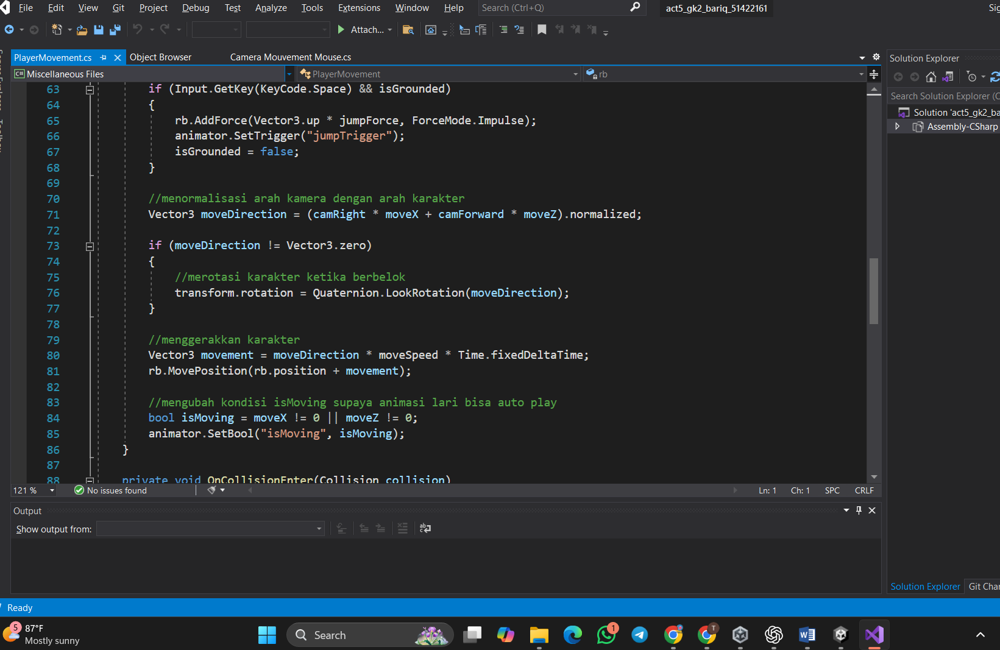 File Edit View Git Project Debug Test Analyze Tools Extensions Window Help Search (Ctrl+Q) act5_gk2_bariq_51422161
Attach...
PlayerMovement.cs Object Browser Camera Mouvement Mouse.cs
C# Miscellaneous Files PlayerMovement rb
63 if (Input.GetKey(KeyCode.Space) && isGrounded)
64 {
65 rb.AddForce(Vector3.up * jumpForce, ForceMode.Impulse);
66 animator.SetTrigger("jumpTrigger");
67 isGrounded = false;
68 }
69
70 //menormalisasi arah kamera dengan arah karakter
71 Vector3 moveDirection = (camRight * moveX + camForward * moveZ).normalized;
72
73 if (moveDirection != Vector3.zero)
74 {
75 //merotasi karakter ketika berbelok
76 transform.rotation = Quaternion.LookRotation(moveDirection);
77 }
78
79 //menggerakkan karakter
80 Vector3 movement = moveDirection * moveSpeed * Time.fixedDeltaTime;
81 rb.MovePosition(rb.position + movement);
82
83 //mengubah kondisi isMoving supaya animasi lari bisa auto play
84 bool isMoving = moveX != 0 || moveZ != 0;
85 animator.SetBool("isMoving", isMoving);
86 }
87
88 private void OnCollisionEnter(Collision collision)
121 % No issues found Ln: 1 Ch: 1 SPC CRLF
Output
Show output from:
Solution Explorer
Search Solution Explorer (C
Solution 'act5_gk2_ba
Assembly-CSharp
Solution Explorer Git Char
Ready
5 87°F
Mostly sunny
Search
1
T